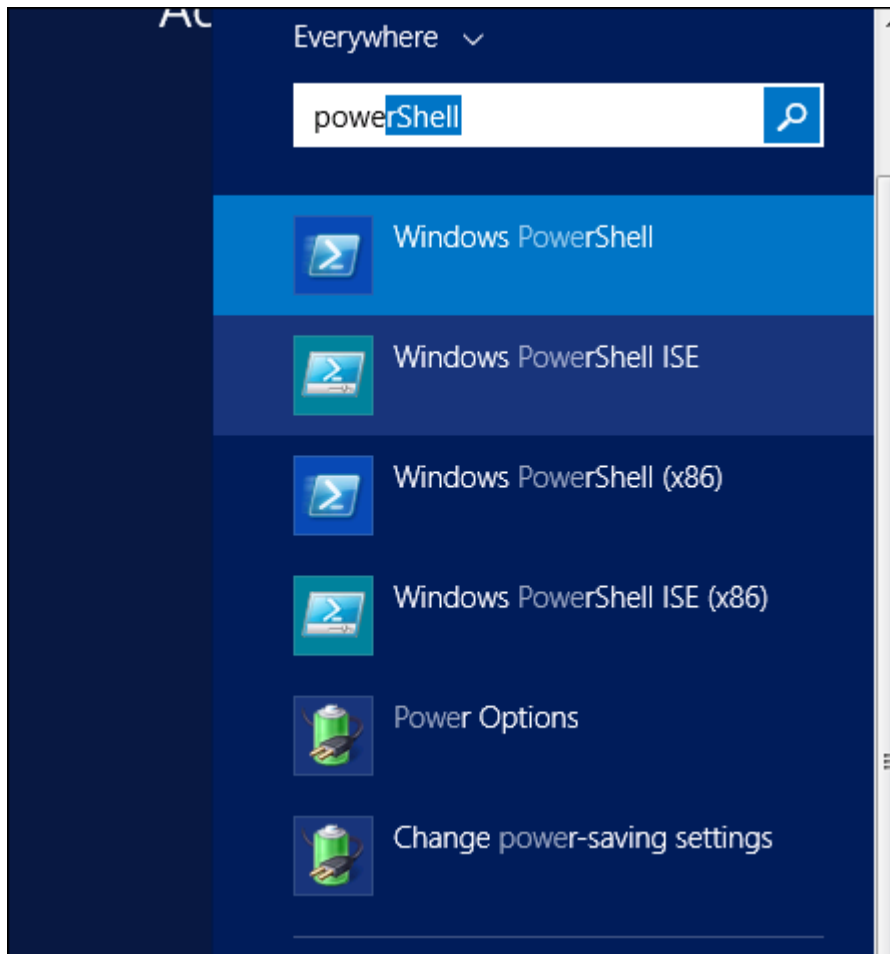 Everywhere
powerShell
Windows PowerShell
Windows PowerShell ISE
Windows PowerShell (x86)
Windows PowerShell ISE (x86)
Power Options
Change power-saving settings